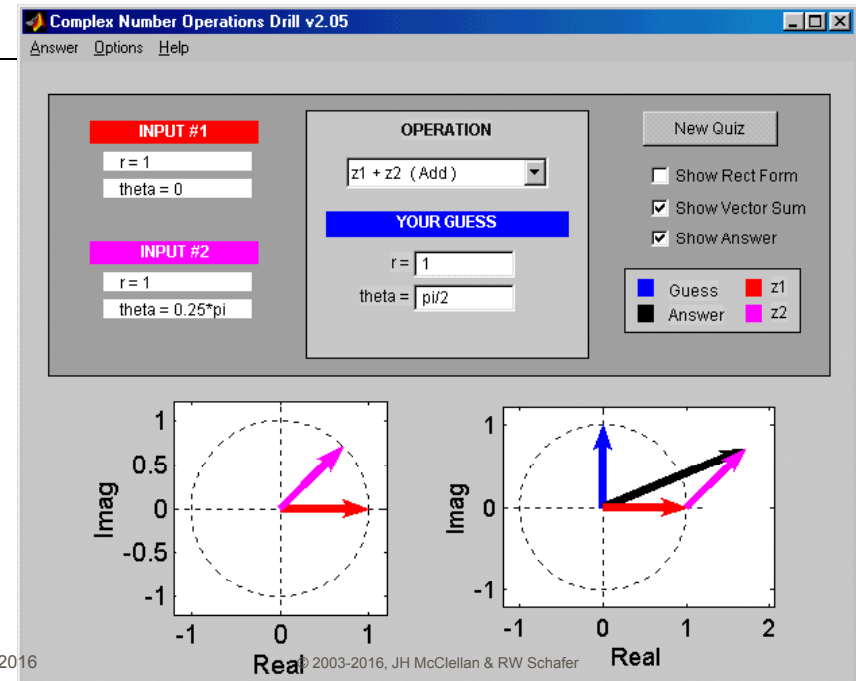 Complex Number Operations Drill v2.05
Answer Options Help
INPUT #1
r = 1
theta = 0
INPUT #2
r = 1
theta = 0.25*pi
OPERATION
z1 + z2 ( Add )
YOUR GUESS
r = 1
theta = pi/2
New Quiz
Show Rect Form
Show Vector Sum
Show Answer
Guess z1
Answer z2
1
0.5
0
-0.5
-1
Imag
-1 0 1
Real
1
0
-1
Imag
-1 0 1 2
Real
2016
© 2003-2016, JH McClellan & RW Schafer